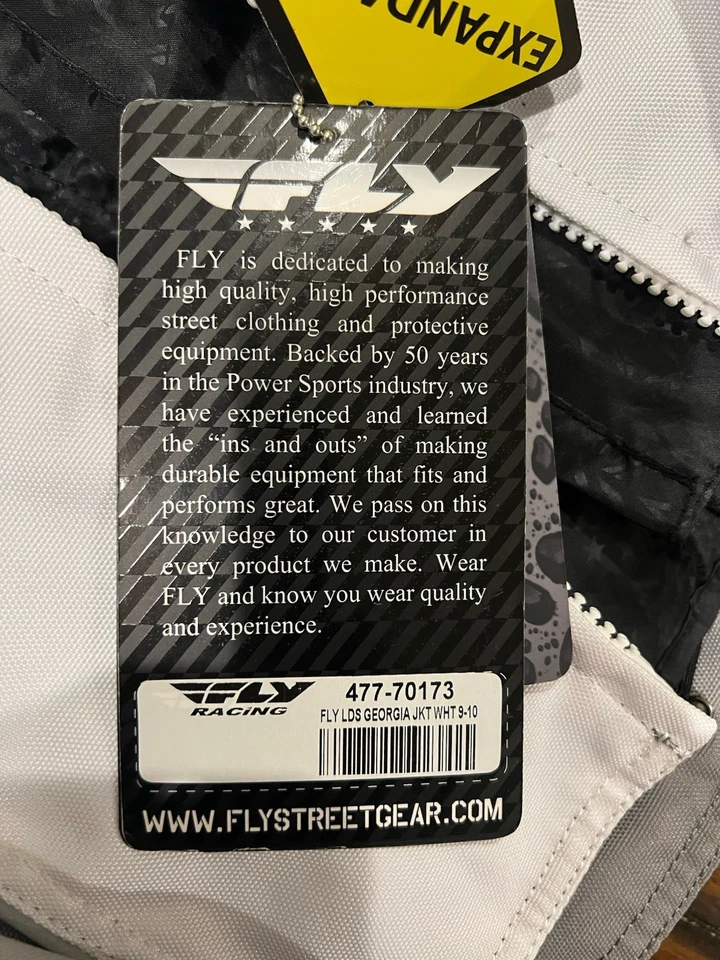 EXPANDA
FLY
FLY is dedicated to making
high quality, high performance
street clothing and protective
equipment. Backed by 50 years
in the Power Sports industry, we
have experienced and learned
the “ins and outs” of making
durable equipment that fits and
performs great. We pass on this
knowledge to our customer in
every product we make. Wear
FLY and know you wear quality
and experience.
FLY
RACING
477-70173
FLY LDS GEORGIA JKT WHT 9-10
WWW.FLYSTREETGEAR.COM